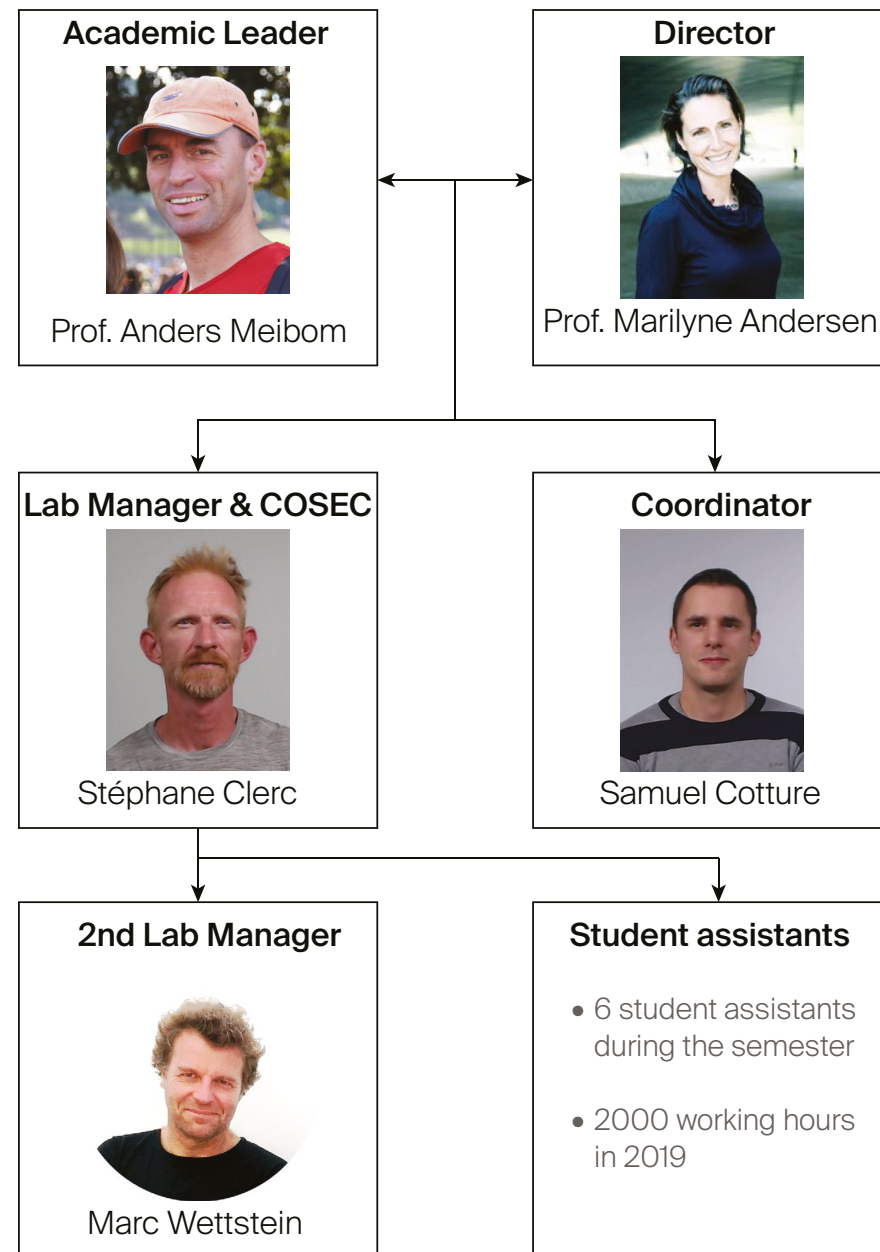 Academic Leader
Prof. Anders Meibom
Director
Prof. Marilyne Andersen
Lab Manager & COSEC
Stéphane Clerc
Coordinator
Samuel Cotture
2nd Lab Manager
Marc Wettstein
Student assistants
• 6 student assistants
during the semester
• 2000 working hours
in 2019